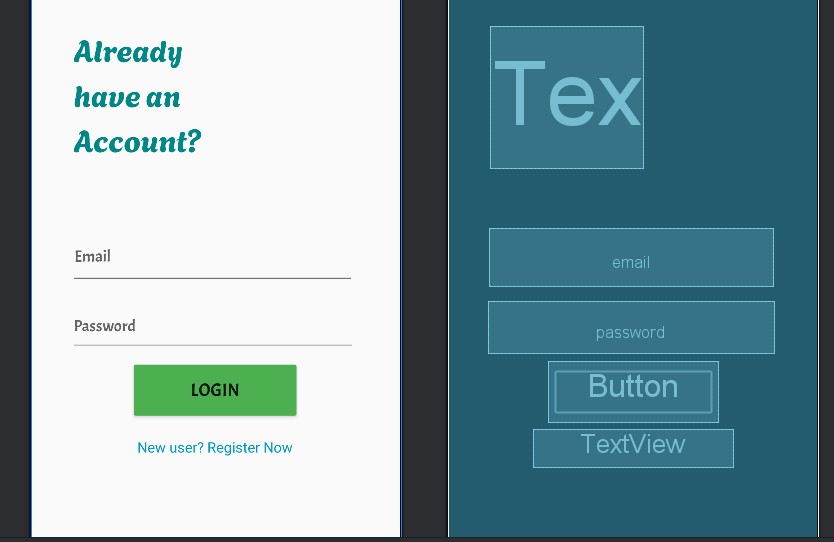 Already
have an
Account?
Email
Password
LOGIN
New user? Register Now
Tex
email
password
Button
TextView